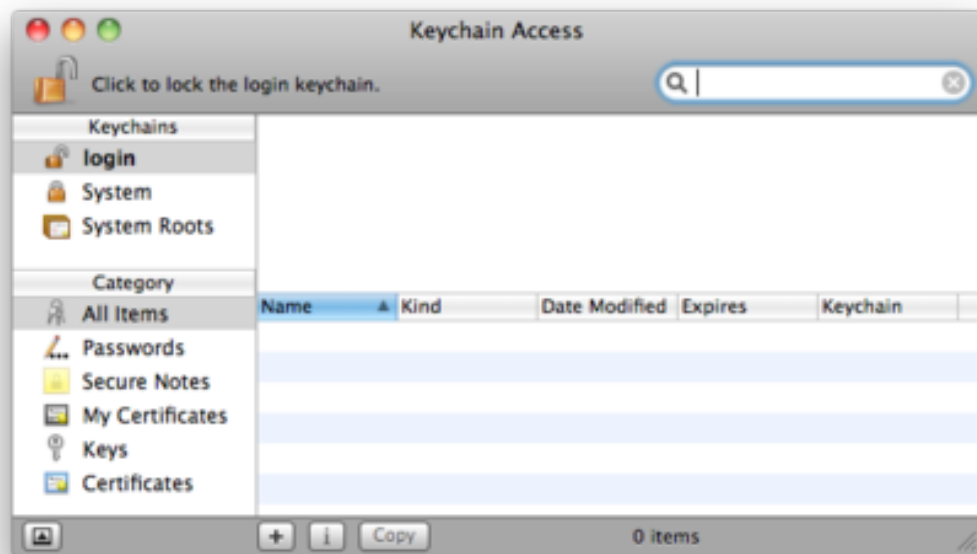 Keychain Access
Click to lock the login keychain.
Keychains
login
System
System Roots
Category
All Items
Passwords
Secure Notes
My Certificates
Keys
Certificates
Name Kind Date Modified Expires Keychain
+ i Copy 0 items